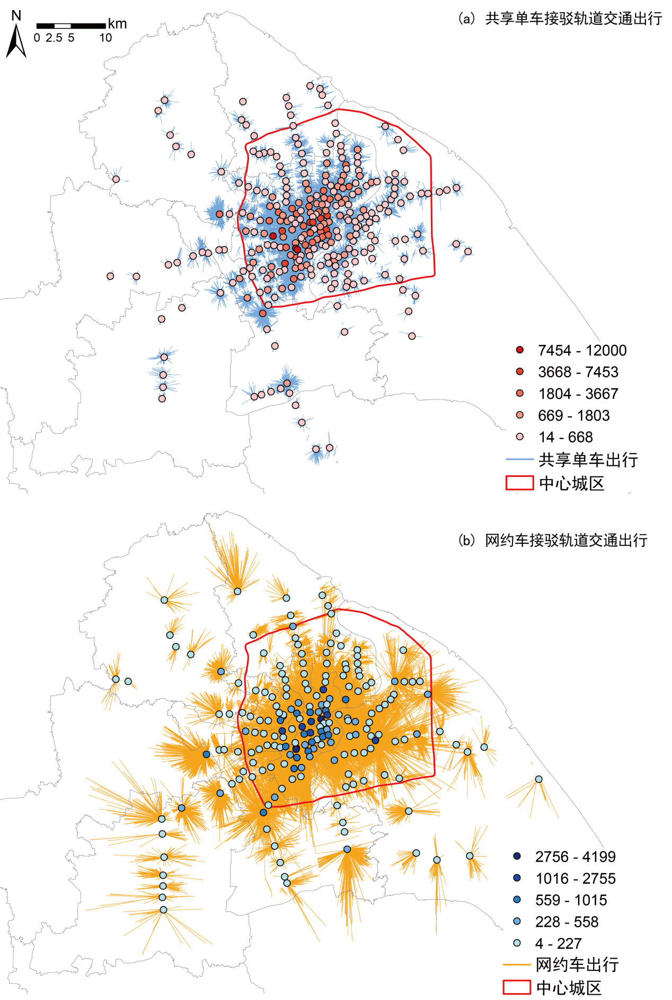 N
km
0 2.5 5 10
(a) 共享单车接驳轨道交通出行
7454 - 12000
3668 - 7453
1804 - 3667
669 - 1803
14 - 668
共享单车出行
中心城区
(b) 网约车接驳轨道交通出行
2756 - 4199
1016 - 2755
559 - 1015
228 - 558
4 - 227
网约车出行
中心城区